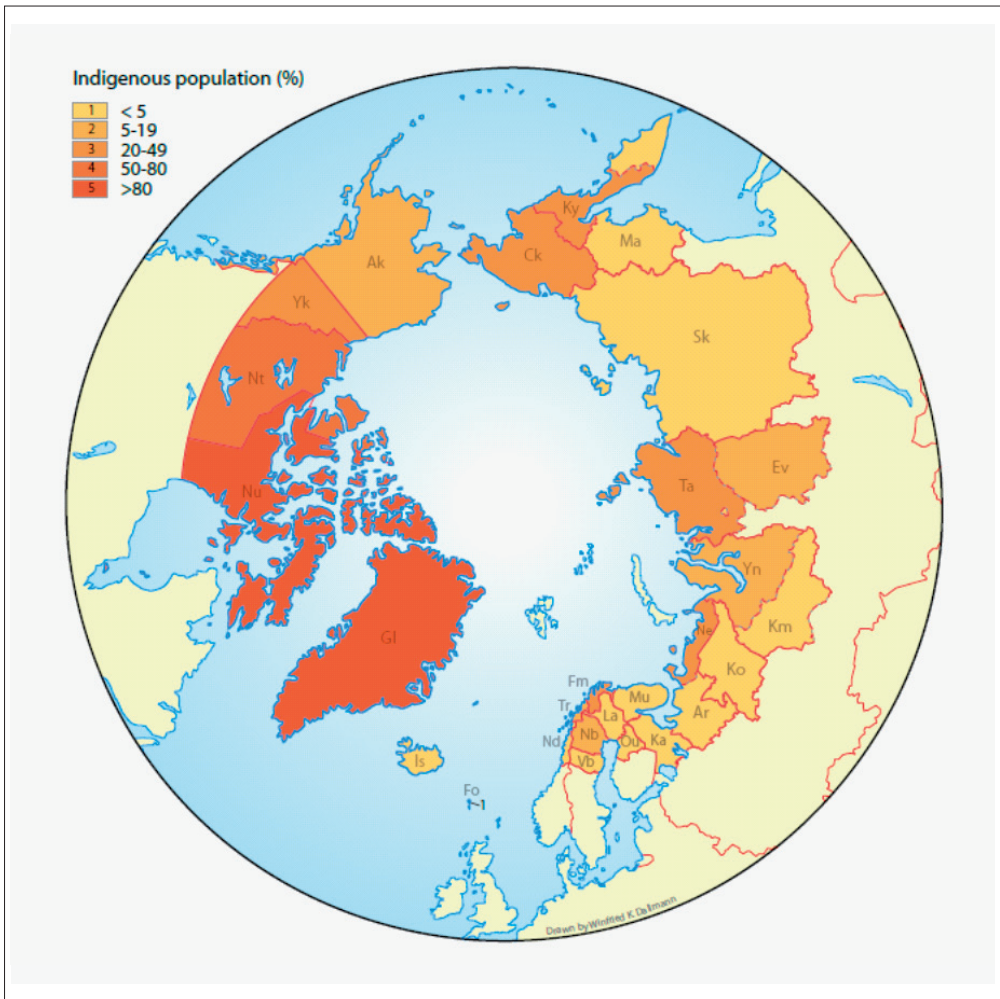 Indigenous population (%)
1 < 5
2 5-19
3 20-49
4 50-80
5 >80
Ky
Ma
Ck
Ak
Yk
Sk
Nt
Ev
Ta
Nu
Yn
Ne
Km
Gl
Ko
Fm
Mu
Tr
La
Ar
Nd
Nb
Ou
Ka
Is
Vb
Fo
1
Drawn by Winfried K. Dallmann